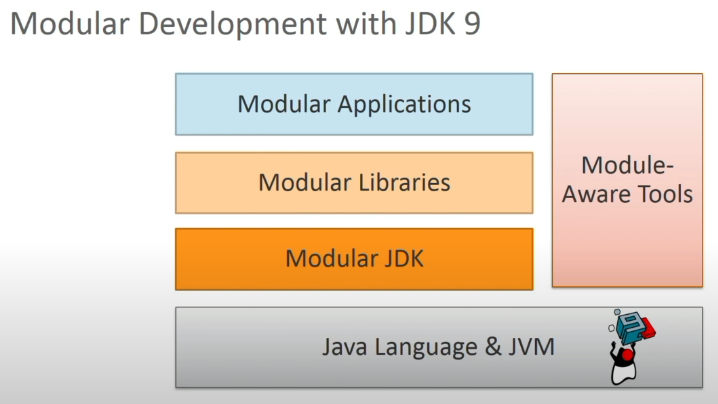 Modular Development with JDK 9
Modular Applications
Modular Libraries
Modular JDK
Module-
Aware Tools
Java Language & JVM